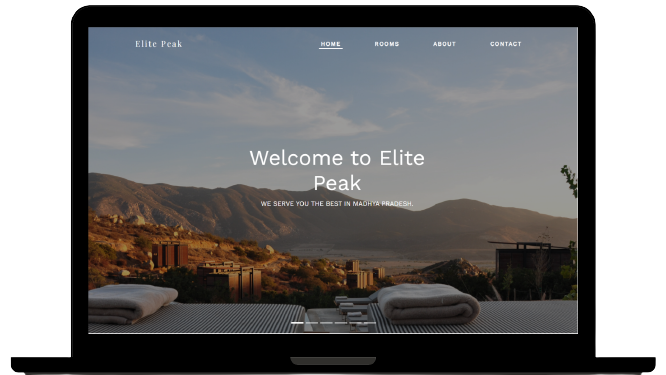 Elite Peak
HOME ROOMS ABOUT CONTACT
Welcome to Elite
Peak
WE SERVE YOU THE BEST IN MADHYA PRADESH.